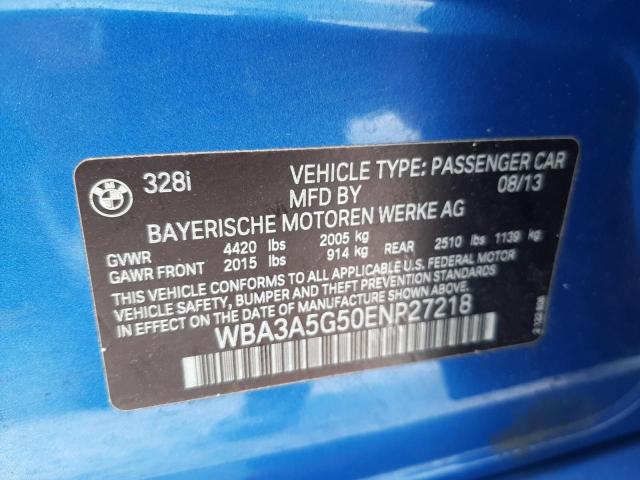 BMW
328i
VEHICLE TYPE: PASSENGER CAR
MFD BY 08/13
BAYERISCHE MOTOREN WERKE AG
GVWR 4420 lbs 2005 kg
GAWR FRONT 2015 lbs 914 kg REAR 2510 lbs 1139 kg
THIS VEHICLE CONFORMS TO ALL APPLICABLE U.S. FEDERAL MOTOR
VEHICLE SAFETY, BUMPER AND THEFT PREVENTION STANDARDS
IN EFFECT ON THE DATE OF MANUFACTURE SHOWN ABOVE.
WBA3A5G50ENP27218